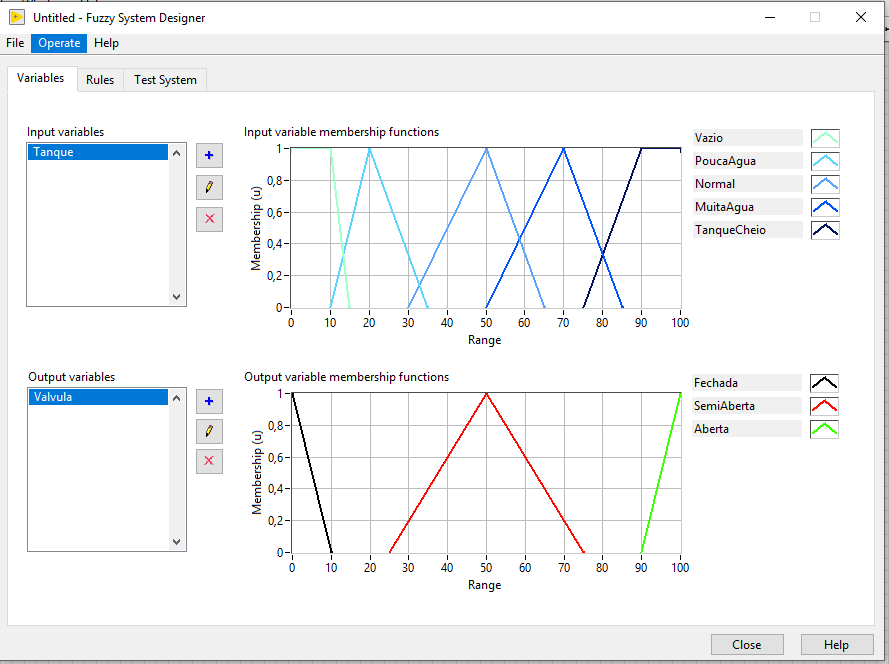 Untitled - Fuzzy System Designer
File Operate Help
Variables Rules Test System
Input variables
Tanque
Input variable membership functions
Membership (u)
1
0,8
0,6
0,4
0,2
0
0 10 20 30 40 50 60 70 80 90 100
Range
Vazio
PoucaAgua
Normal
MuitaAgua
TanqueCheio
Output variables
Valvula
Output variable membership functions
Membership (u)
1
0,8
0,6
0,4
0,2
0
0 10 20 30 40 50 60 70 80 90 100
Range
Fechada
SemiAberta
Aberta
Close Help